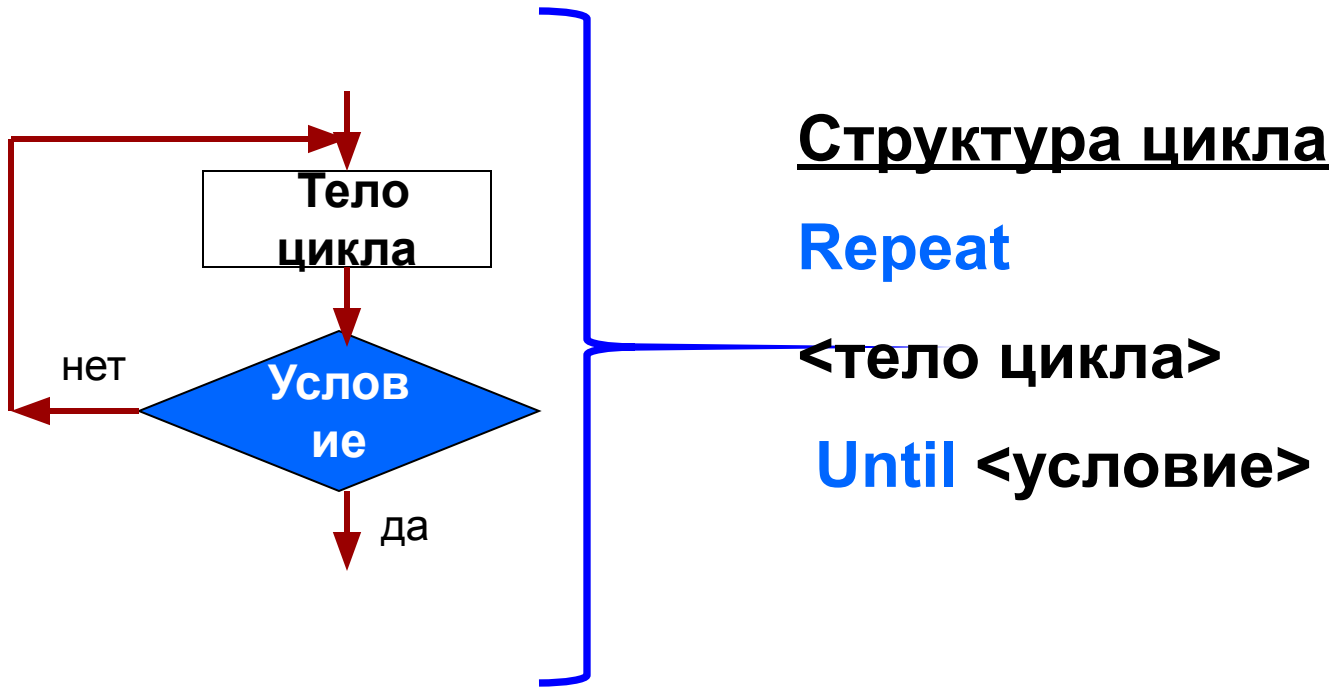 Тело
цикла
Услов
ие
нет
да
Структура цикла
Repeat
<тело цикла>
Until <условие>